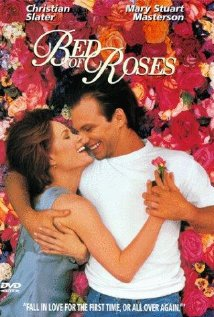 Christian
Slater
Mary Stuart
Masterson
BED
OF
ROSES
DVD
"FALL IN LOVE FOR THE FIRST TIME, OR ALL OVER AGAIN."